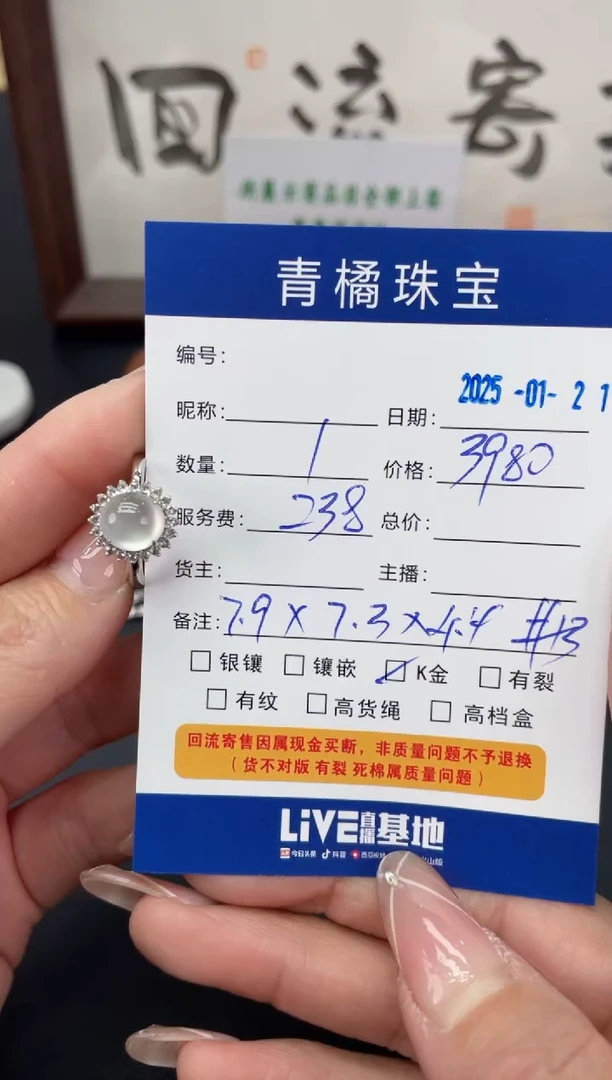 回流寄
青橘珠宝
编号:
2025-01-21
昵称: 日期:
数量: 1 价格: 3980
服务费: 238 总价:
货主: 主播:
备注: 7.9 X 7.3 X 4.4 #13
银镶 镶嵌 K金 有裂
有纹 高货绳 高档盒
回流寄售因属现金买断，非质量问题不予退换
（货不对版 有裂 死棉属质量问题）
LiVE直播基地
今日头条 抖音